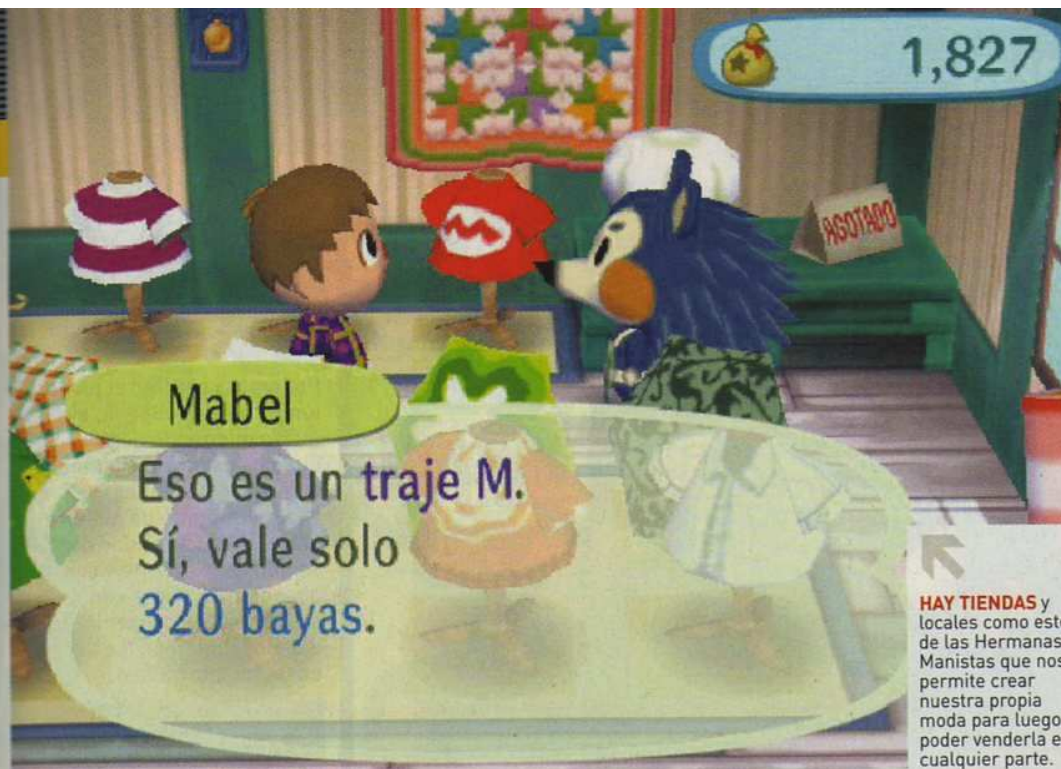 1,827
AGOTADO
Mabel
Eso es un traje M.
Sí, vale solo
320 bayas.
HAY TIENDAS y
locales como este
de las Hermanas
Manistas que nos
permite crear
nuestra propia
moda para luego
poder venderla e
cualquier parte.